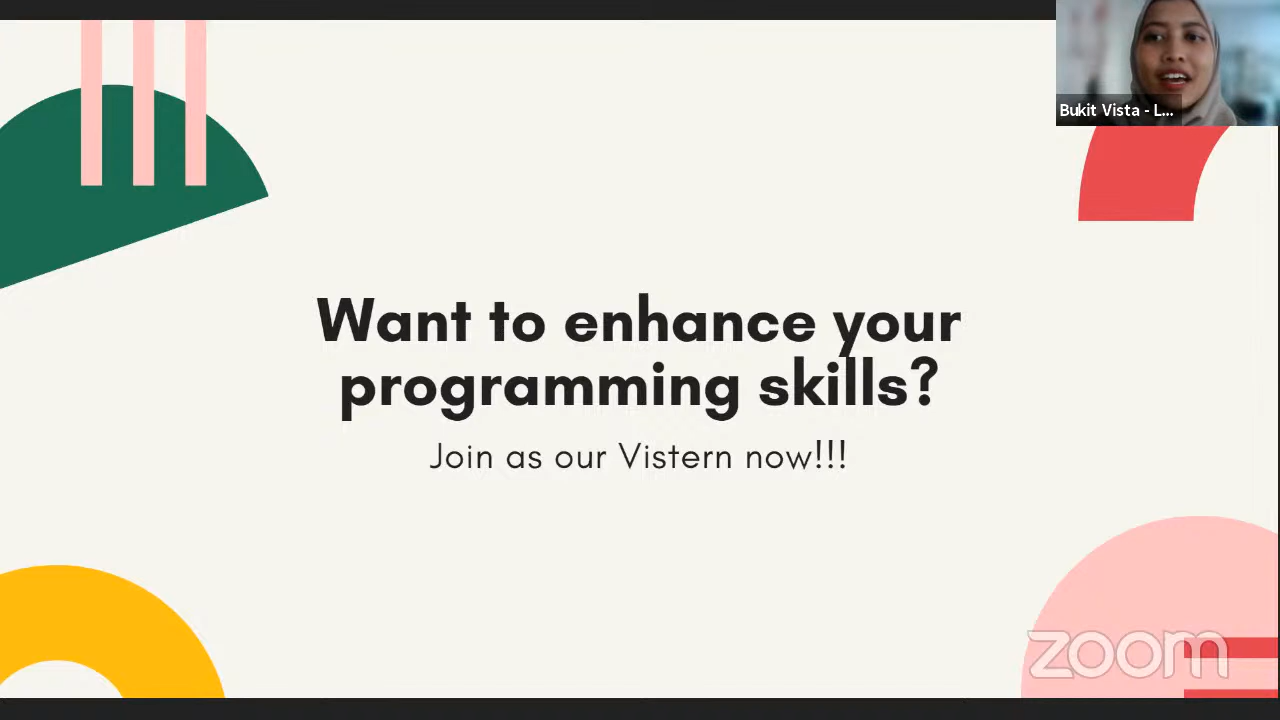 Bukit Vista - L...
Want to enhance your
programming skills?
Join as our Vistern now!!!
zoom